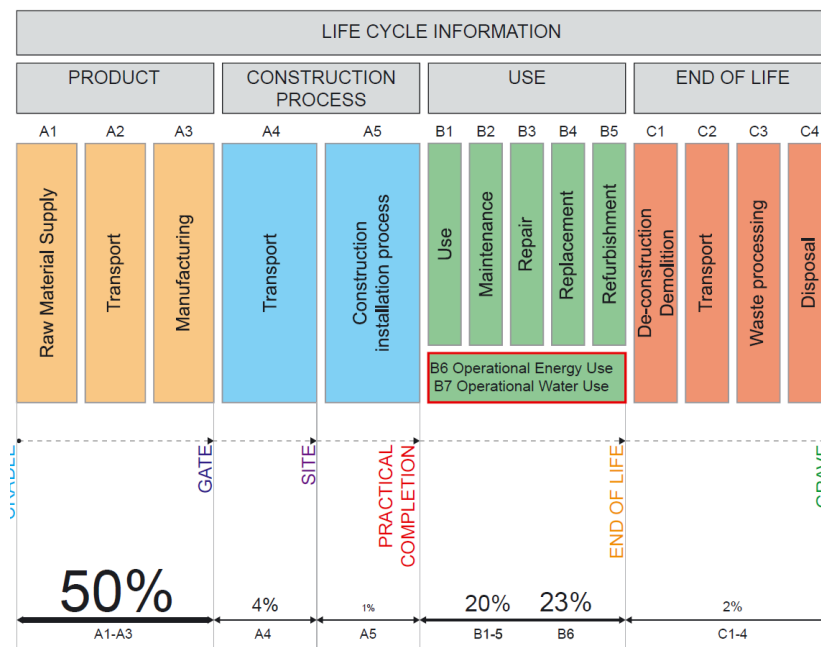 LIFE CYCLE INFORMATION
PRODUCT
CONSTRUCTION
PROCESS
USE
END OF LIFE
A1
A2
A3
A4
A5
B1
B2
B3
B4
B5
C1
C2
C3
C4
Raw Material Supply
Transport
Manufacturing
Transport
Construction
installation process
Use
Maintenance
Repair
Replacement
Refurbishment
De-construction
Demolition
Transport
Waste processing
Disposal
B6 Operational Energy Use
B7 Operational Water Use
CRADLE
GATE
SITE
PRACTICAL
COMPLETION
END OF LIFE
GRAVE
50%
4%
1%
20%
23%
2%
A1-A3
A4
A5
B1-5
B6
C1-4